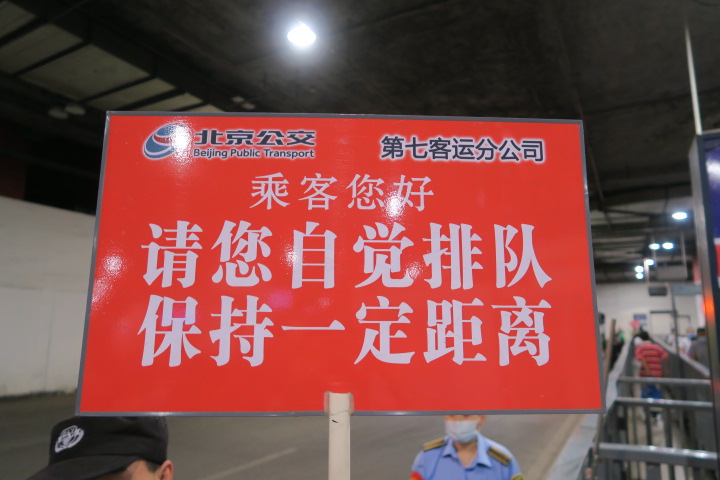 北京公交
Beijing Public Transport
第七客运分公司
乘客您好
请您自觉排队
保持一定距离